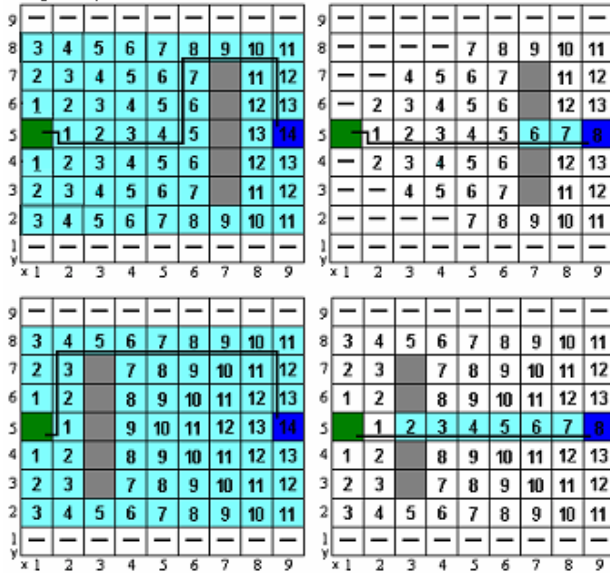 9 — — — — — — — — —
8 3 4 5 6 7 8 9 10 11
7 2 3 4 5 6 7 11 12
6 1 2 3 4 5 6 12 13
5 1 2 3 4 5 13 14
4 1 2 3 4 5 6 12 13
3 2 3 4 5 6 7 11 12
2 3 4 5 6 7 8 9 10 11
1 — — — — — — — — —
y
x 1 2 3 4 5 6 7 8 9
9 — — — — — — — — —
8 — — — — 7 8 9 10 11
7 — — 4 5 6 7 11 12
6 — 2 3 4 5 6 12 13
5 1 2 3 4 5 6 7 8
4 — 2 3 4 5 6 12 13
3 — — 4 5 6 7 11 12
2 — — — — 7 8 9 10 11
1 — — — — — — — — —
y
x 1 2 3 4 5 6 7 8 9
9 — — — — — — — — —
8 3 4 5 6 7 8 9 10 11
7 2 3 7 8 9 10 11 12
6 1 2 8 9 10 11 12 13
5 1 9 10 11 12 13 14
4 1 2 8 9 10 11 12 13
3 2 3 7 8 9 10 11 12
2 3 4 5 6 7 8 9 10 11
1 — — — — — — — — —
y
x 1 2 3 4 5 6 7 8 9
9 — — — — — — — — —
8 3 4 5 6 7 8 9 10 11
7 2 3 7 8 9 10 11 12
6 1 2 8 9 10 11 12 13
5 1 2 3 4 5 6 7 8
4 1 2 8 9 10 11 12 13
3 2 3 7 8 9 10 11 12
2 3 4 5 6 7 8 9 10 11
1 — — — — — — — — —
y
x 1 2 3 4 5 6 7 8 9